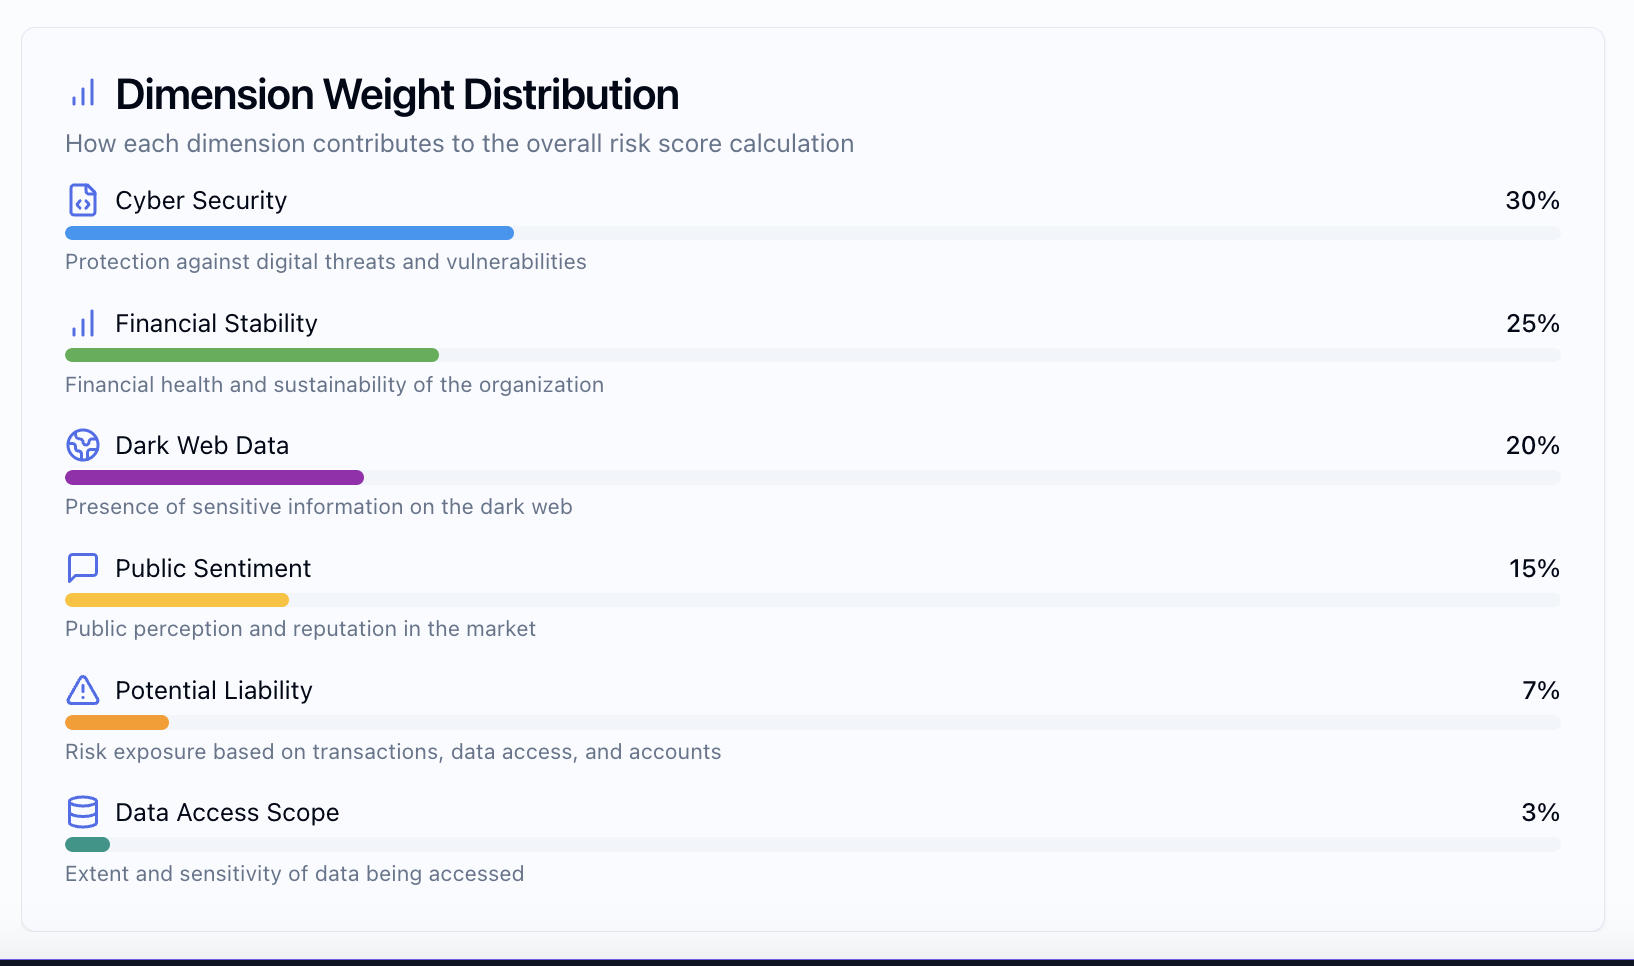 Dimension Weight Distribution
How each dimension contributes to the overall risk score calculation
Cyber Security 30%
Protection against digital threats and vulnerabilities
Financial Stability 25%
Financial health and sustainability of the organization
Dark Web Data 20%
Presence of sensitive information on the dark web
Public Sentiment 15%
Public perception and reputation in the market
Potential Liability 7%
Risk exposure based on transactions, data access, and accounts
Data Access Scope 3%
Extent and sensitivity of data being accessed